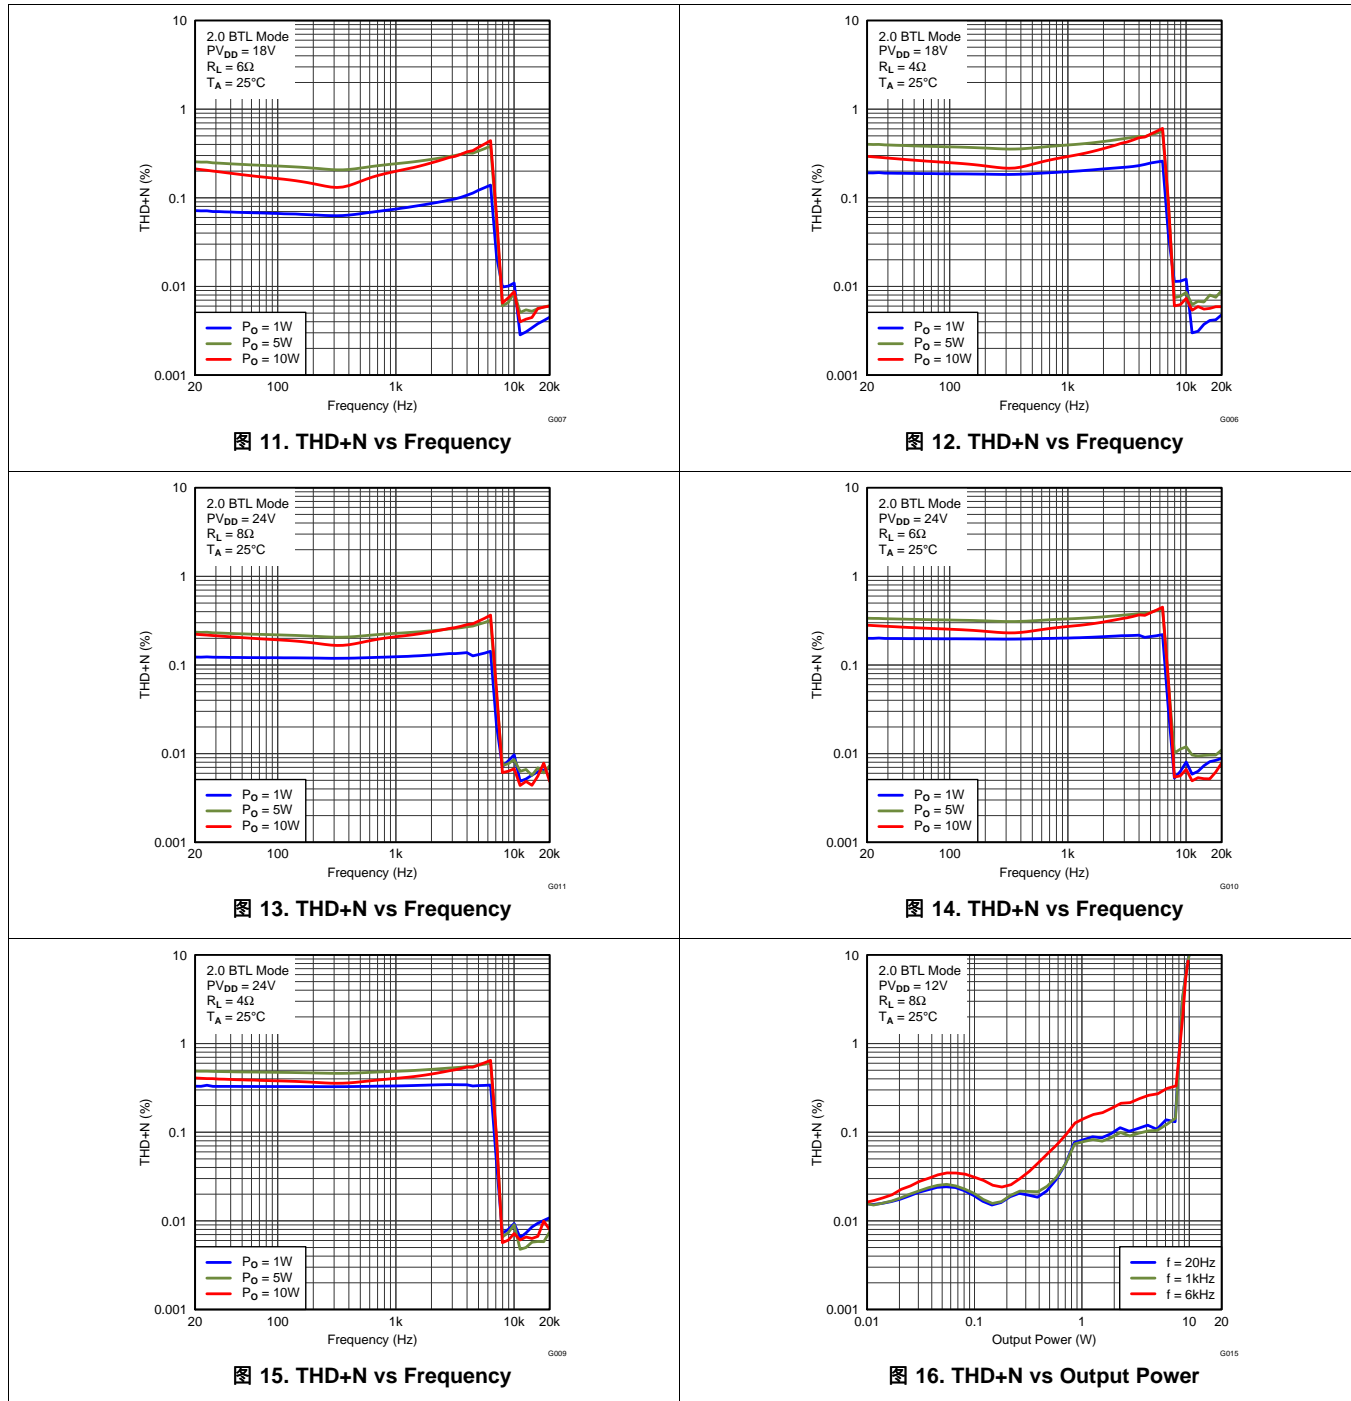 10
1
0.1
0.01
0.001
THD+N (%)
2.0 BTL Mode
PVDD = 18V
RL = 6Ω
TA = 25°C
PO = 1W
PO = 5W
PO = 10W
20 100 1k 10k 20k
Frequency (Hz)
G007
图 11. THD+N vs Frequency
10
1
0.1
0.01
0.001
THD+N (%)
2.0 BTL Mode
PVDD = 18V
RL = 4Ω
TA = 25°C
PO = 1W
PO = 5W
PO = 10W
20 100 1k 10k 20k
Frequency (Hz)
G006
图 12. THD+N vs Frequency
10
1
0.1
0.01
0.001
THD+N (%)
2.0 BTL Mode
PVDD = 24V
RL = 8Ω
TA = 25°C
PO = 1W
PO = 5W
PO = 10W
20 100 1k 10k 20k
Frequency (Hz)
G011
图 13. THD+N vs Frequency
10
1
0.1
0.01
0.001
THD+N (%)
2.0 BTL Mode
PVDD = 24V
RL = 6Ω
TA = 25°C
PO = 1W
PO = 5W
PO = 10W
20 100 1k 10k 20k
Frequency (Hz)
G010
图 14. THD+N vs Frequency
10
1
0.1
0.01
0.001
THD+N (%)
2.0 BTL Mode
PVDD = 24V
RL = 4Ω
TA = 25°C
PO = 1W
PO = 5W
PO = 10W
20 100 1k 10k 20k
Frequency (Hz)
G009
图 15. THD+N vs Frequency
10
1
0.1
0.01
0.001
THD+N (%)
2.0 BTL Mode
PVDD = 12V
RL = 8Ω
TA = 25°C
f = 20Hz
f = 1kHz
f = 6kHz
0.01 0.1 1 10 20
Output Power (W)
G015
图 16. THD+N vs Output Power